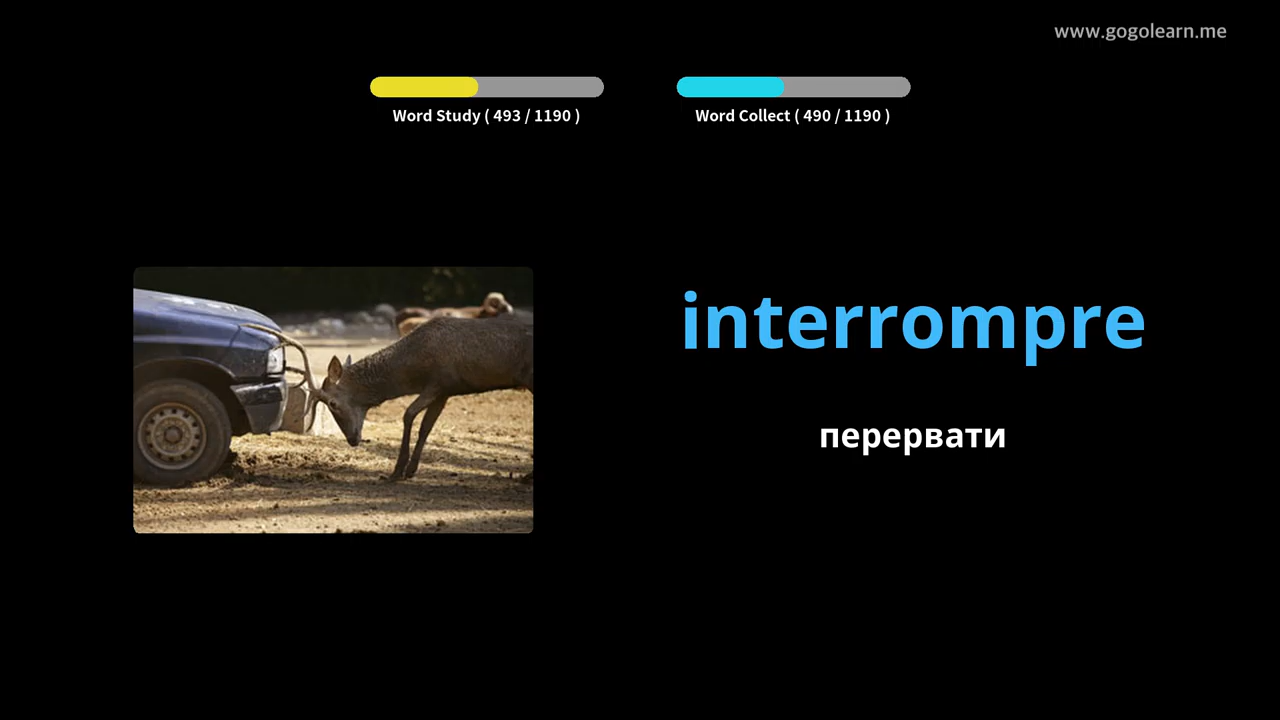 www.gogolearn.me
Word Study ( 493 / 1190 )
Word Collect ( 490 / 1190 )
interrompre
перервати